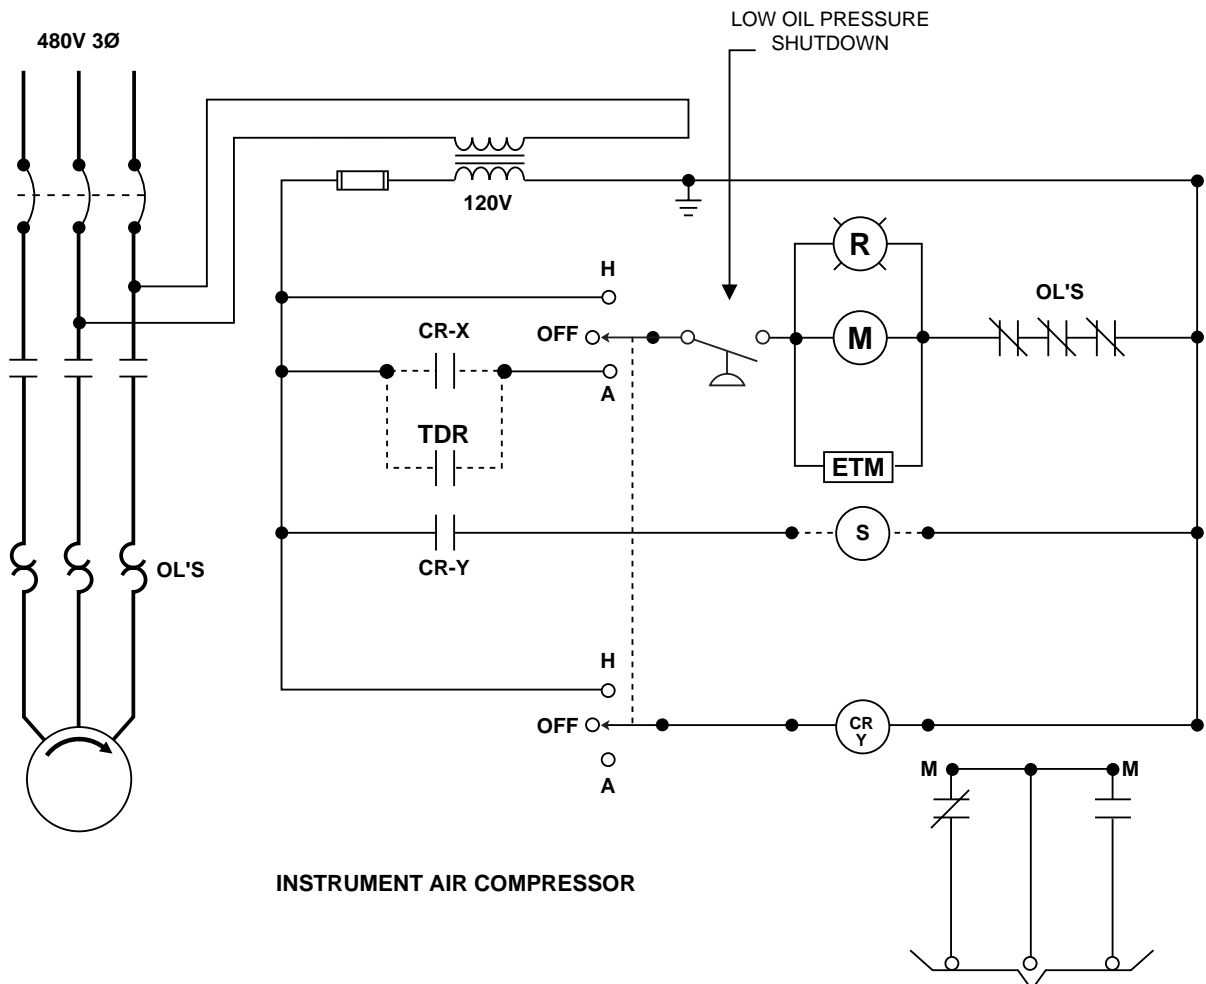 LOW OIL PRESSURE
SHUTDOWN
480V 3Ø
120V
R
H
OL'S
OFF
CR-X
M
A
TDR
ETM
S
CR-Y
OL'S
H
OFF
CR
Y
A
M
M
INSTRUMENT AIR COMPRESSOR